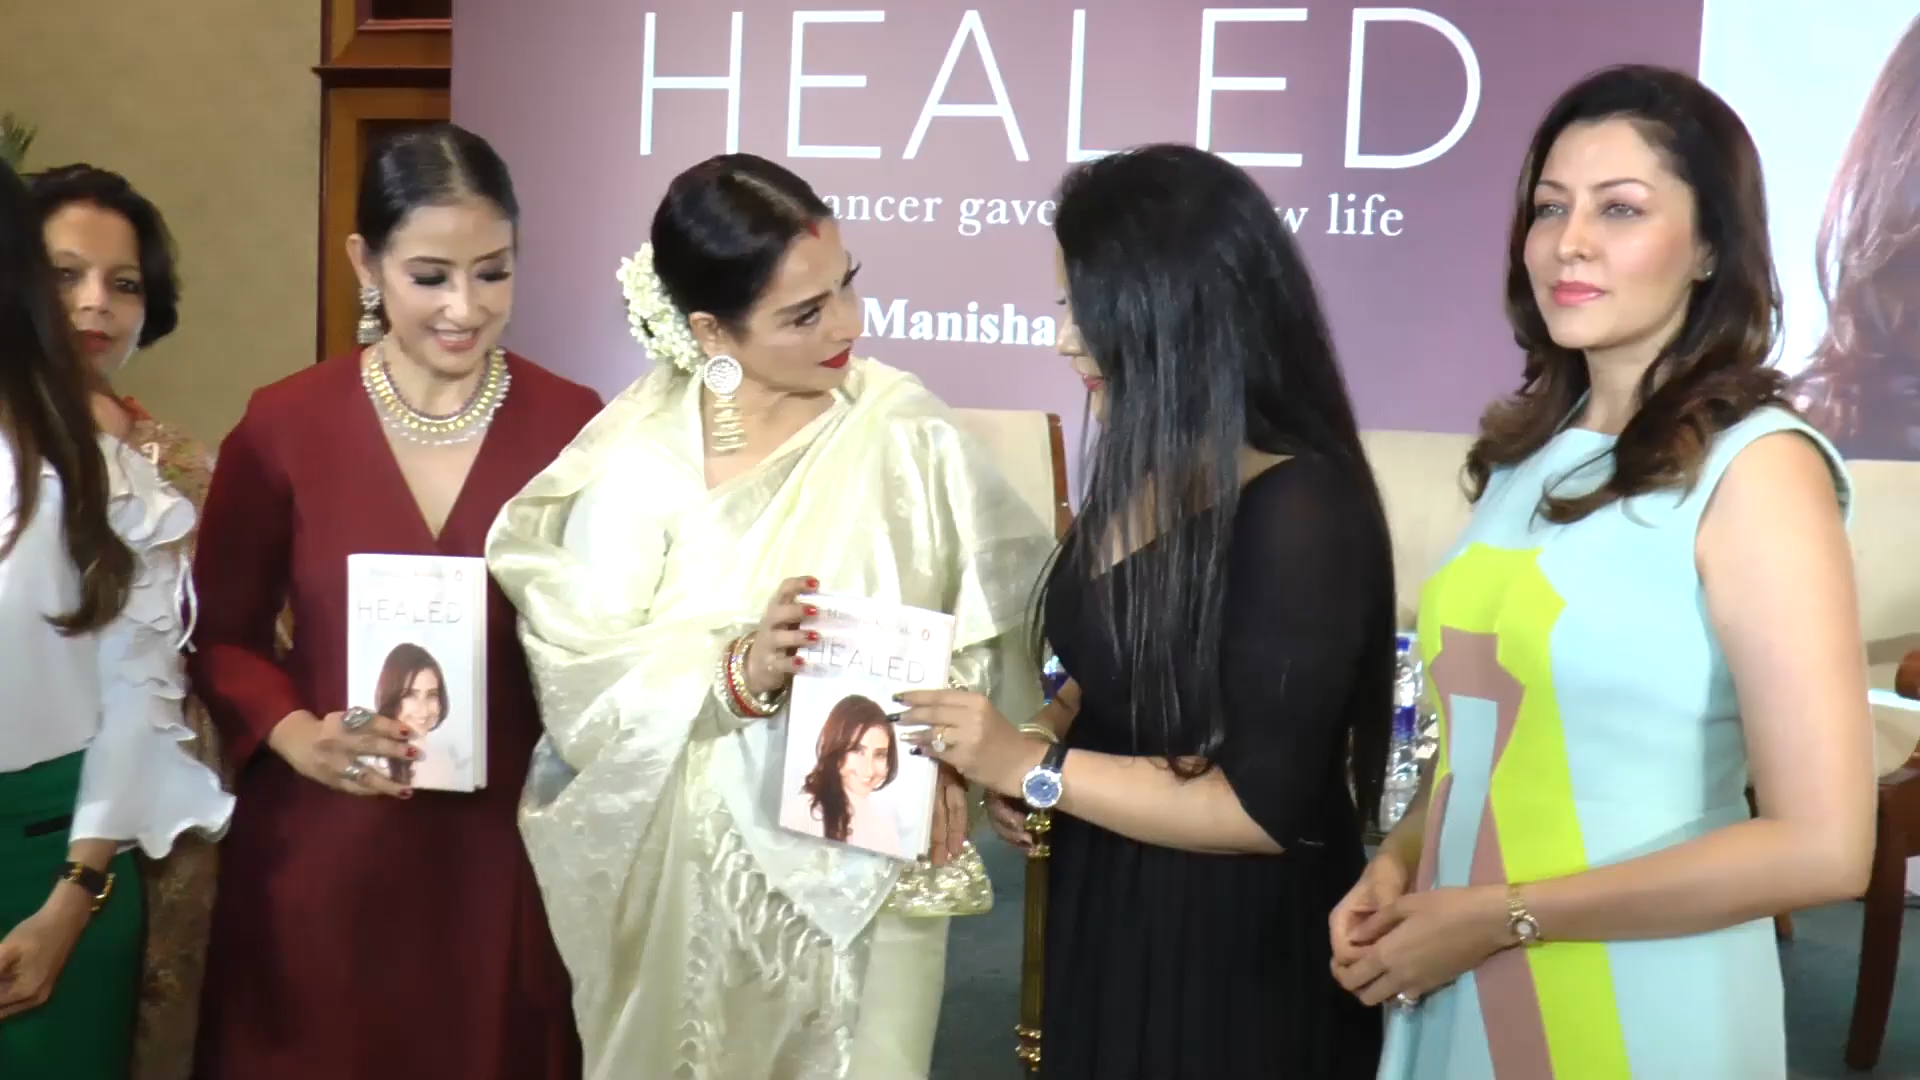 HEALED
ancer gave w life
Manisha
HEALED
HEALED